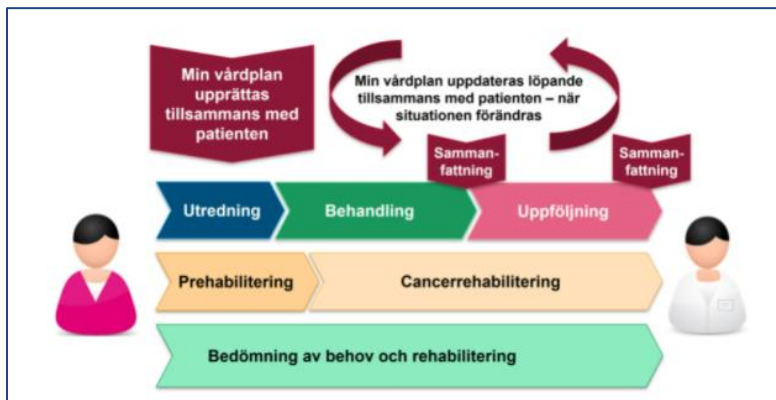 Min vårdplan
upprättas
tillsammans med
patienten
Min vårdplan uppdateras löpande
tillsammans med patienten – när
situationen förändras
Samman-
fattning
Samman-
fattning
Utredning
Behandling
Uppföljning
Prehabilitering
Cancerrehabilitering
Bedömning av behov och rehabilitering